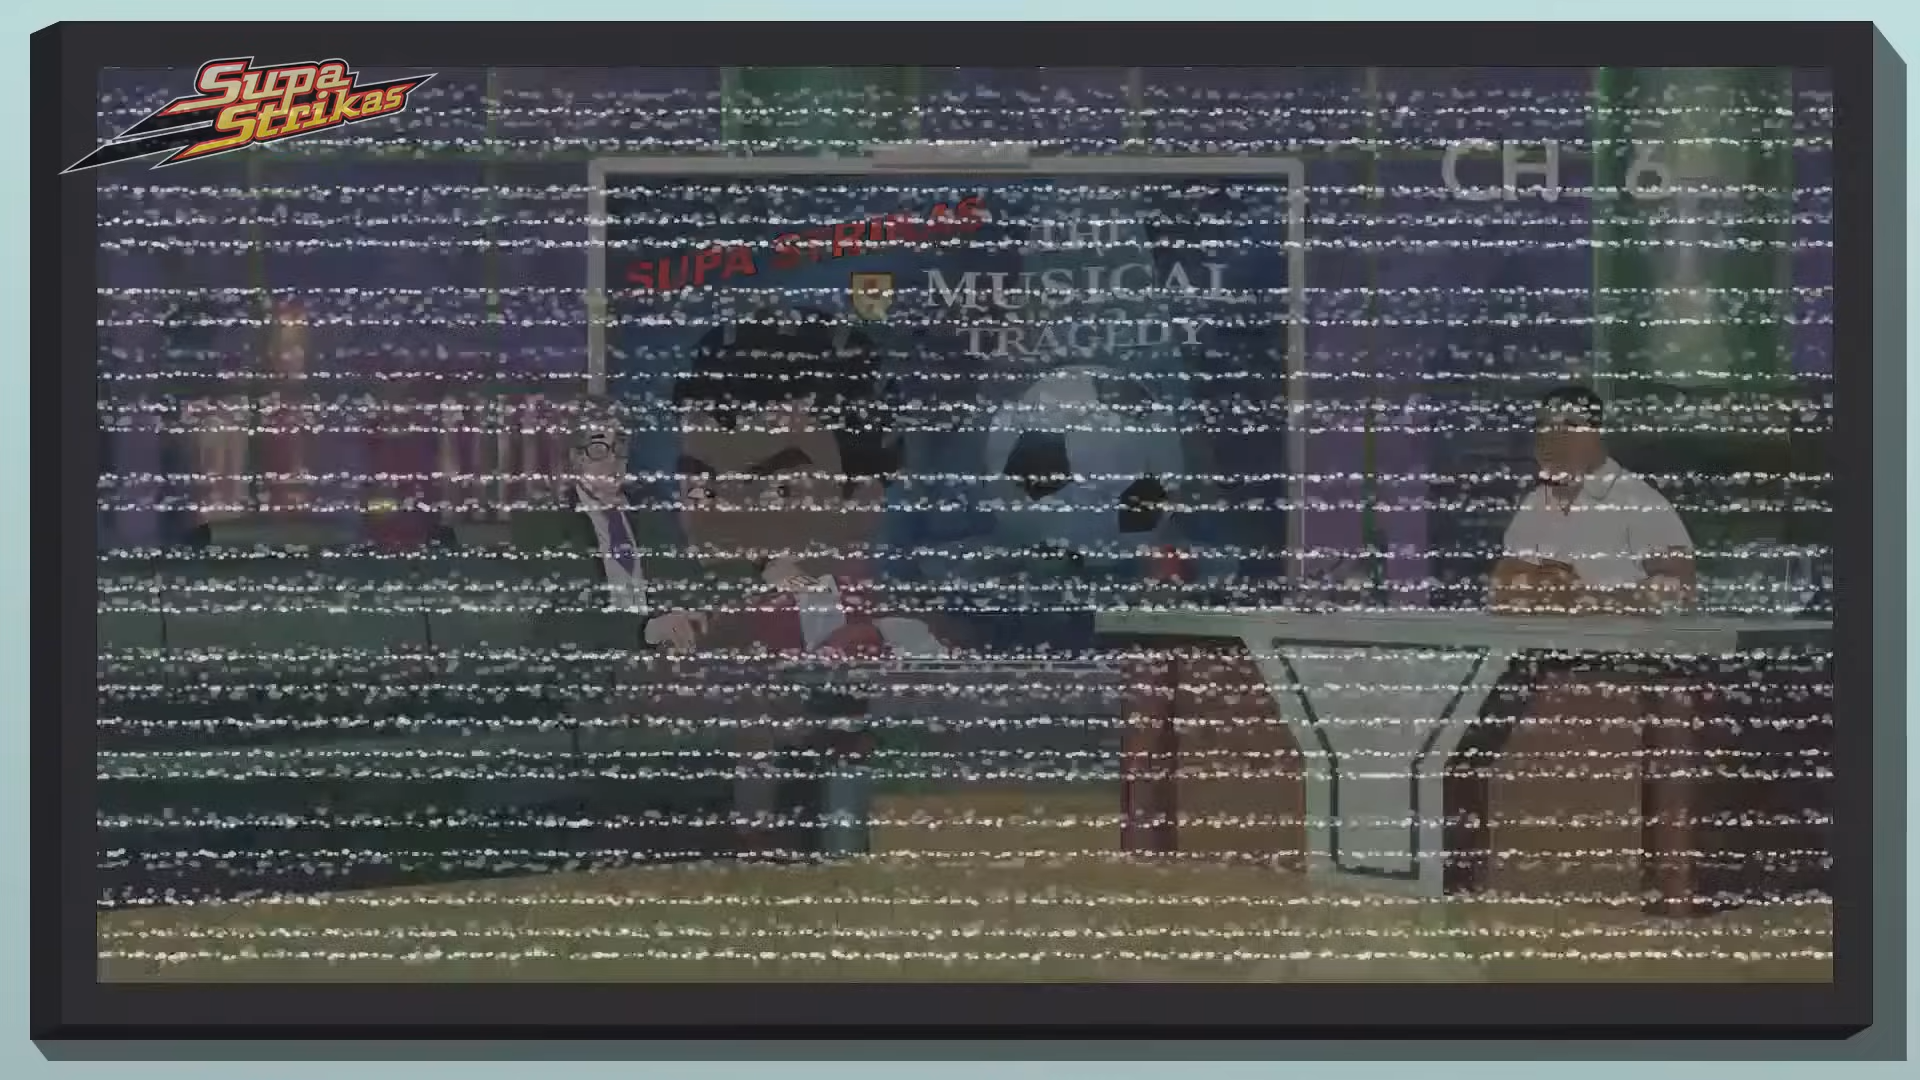 Supa
Strikas
CH 6
SUPA STRIKAS
THE
MUSICAL
TRAGEDY